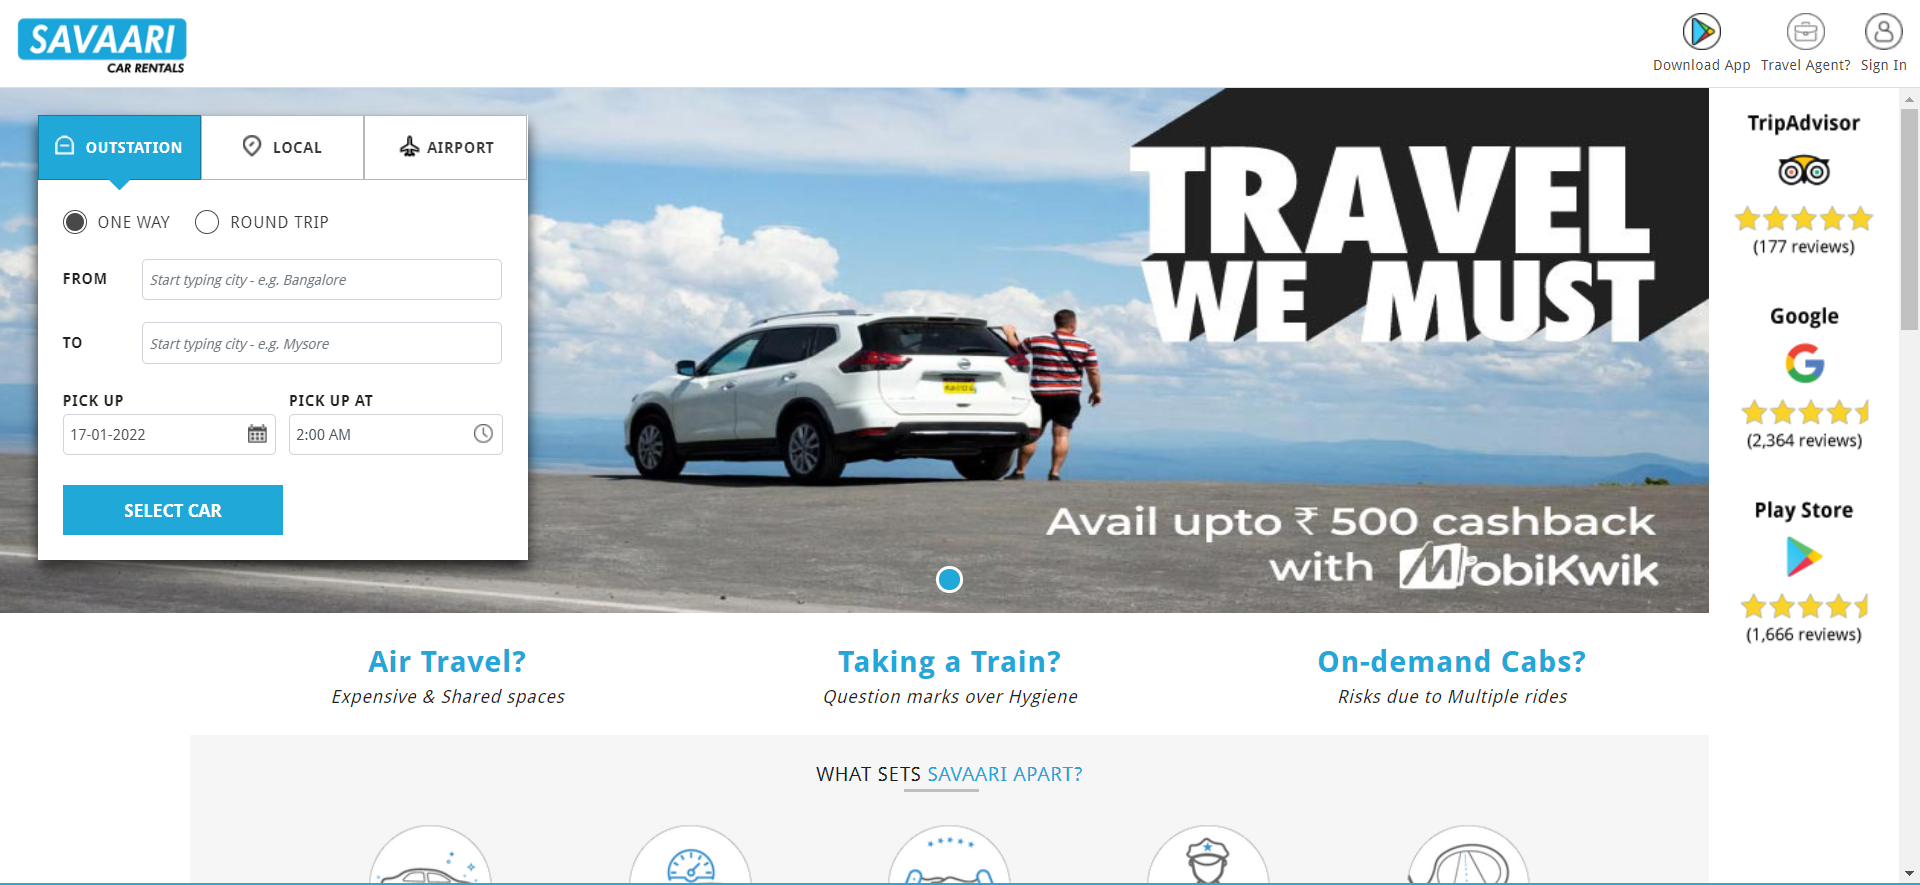 SAVAARI
CAR RENTALS
Download App
Travel Agent?
Sign In
OUTSTATION
LOCAL
AIRPORT
ONE WAY
ROUND TRIP
FROM
Start typing city - e.g. Bangalore
TO
Start typing city - e.g. Mysore
PICK UP
PICK UP AT
17-01-2022
2:00 AM
SELECT CAR
TRAVEL
WE MUST
Avail upto ₹ 500 cashback
with MobiKwik
TripAdvisor
(177 reviews)
Google
(2,364 reviews)
Play Store
(1,666 reviews)
Air Travel?
Expensive & Shared spaces
Taking a Train?
Question marks over Hygiene
On-demand Cabs?
Risks due to Multiple rides
WHAT SETS SAVAARI APART?